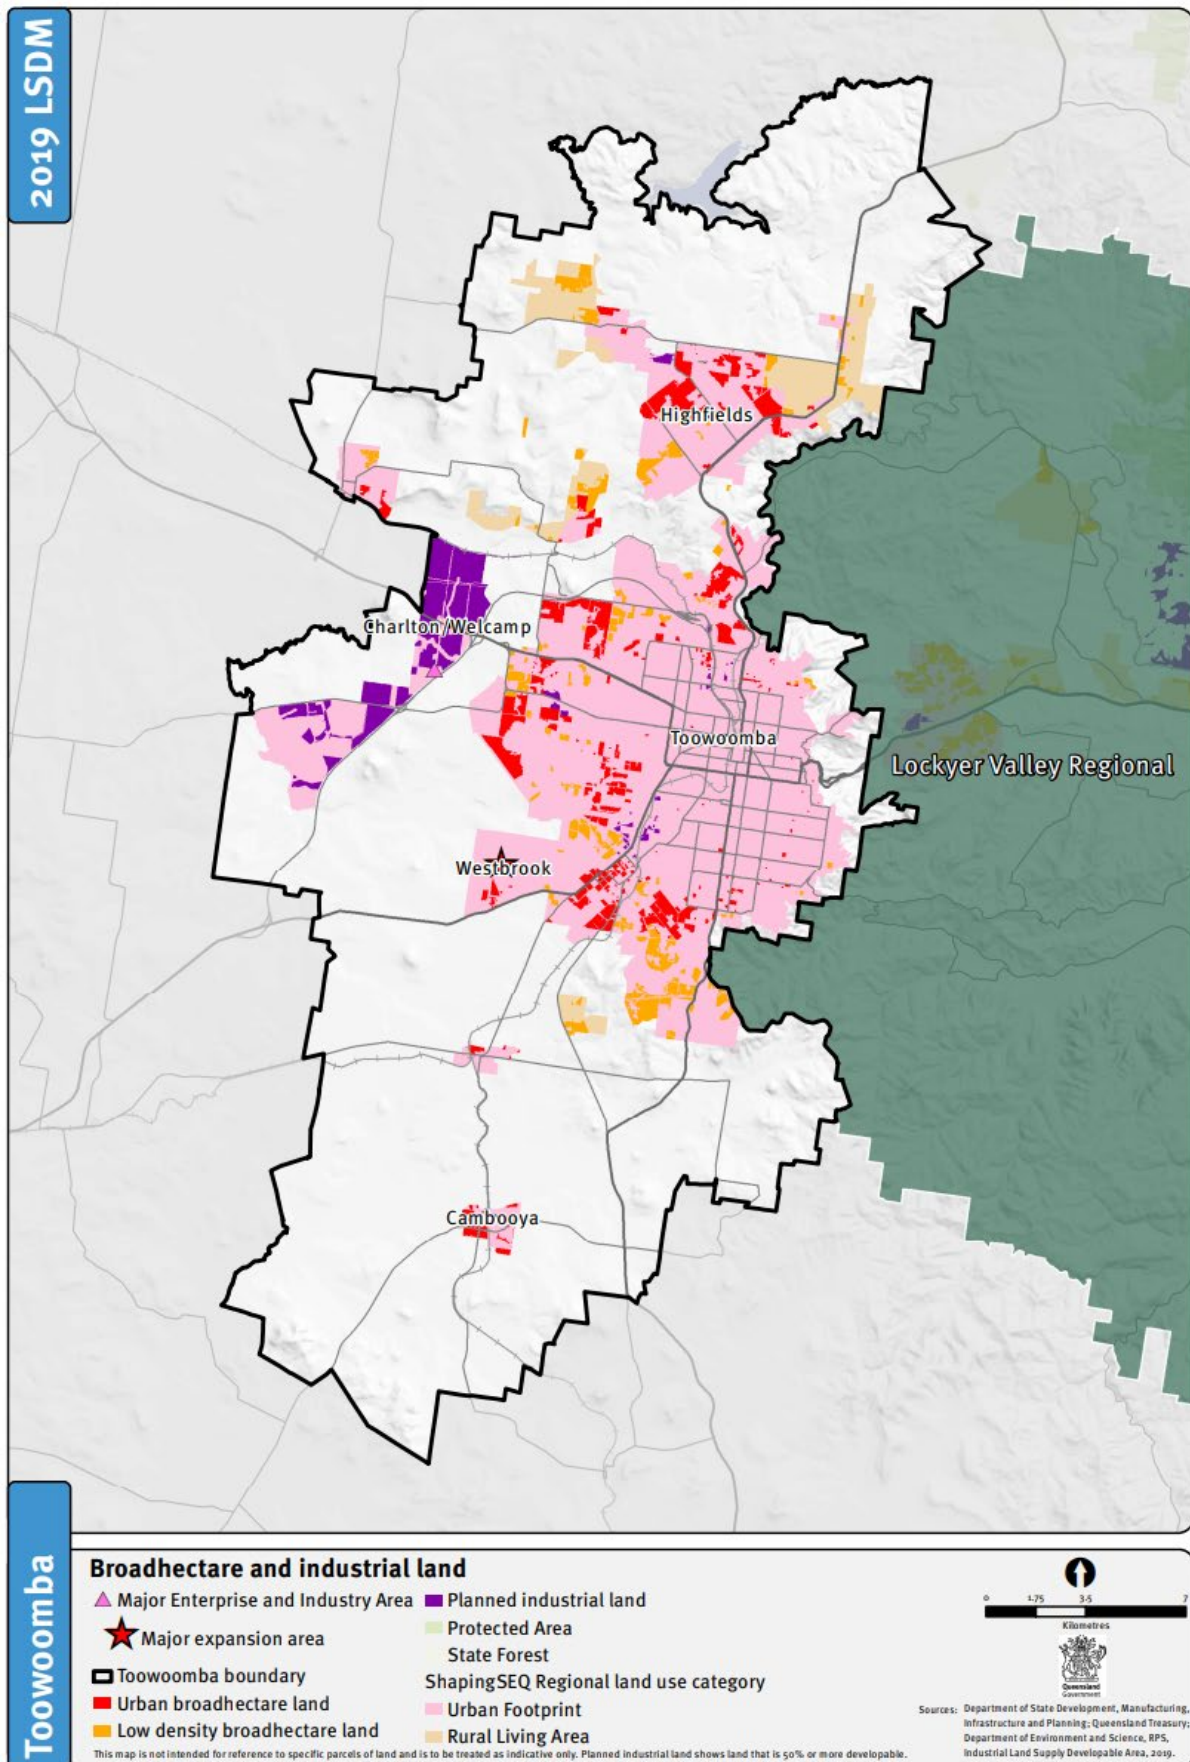 2019 LSDM
Highfields
Charlton/Welcamp
Toowoomba
Lockyer Valley Regional
Westbrook
Cambooya
Toowoomba
Broadhectare and industrial land
Major Enterprise and Industry Area
Major expansion area
Toowoomba boundary
Urban broadhectare land
Low density broadhectare land
Planned industrial land
Protected Area
State Forest
ShapingSEQ Regional land use category
Urban Footprint
Rural Living Area
This map is not intended for reference to specific parcels of land and is to be treated as indicative only. Planned industrial land shows land that is 50% or more developable.
0 1.75 3.5 7
Kilometres
Queensland
Government
Sources: Department of State Development, Manufacturing,
Infrastructure and Planning; Queensland Treasury;
Department of Environment and Science, RPS,
Industrial Land Supply Developable Area, 2019.